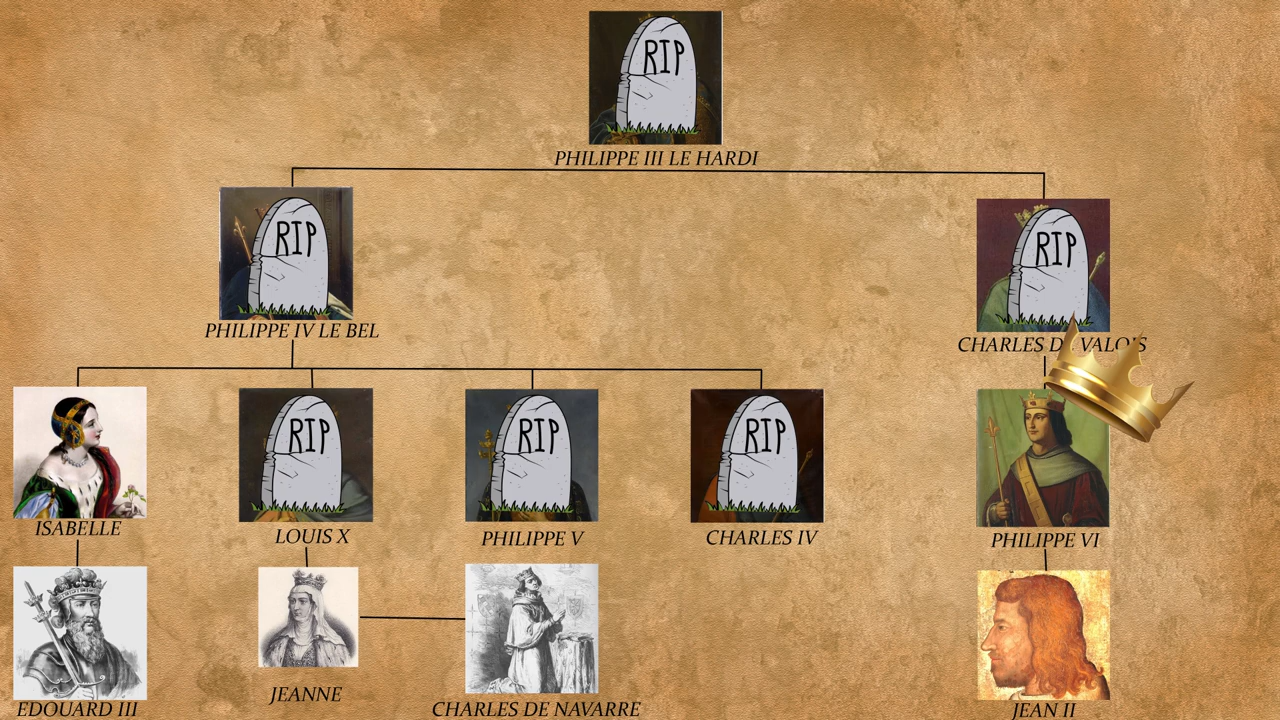 RIP
PHILIPPE III LE HARDI
RIP
RIP
PHILIPPE IV LE BEL
CHARLES DE VALOIS
RIP
RIP
RIP
ISABELLE
LOUIS X
PHILIPPE V
CHARLES IV
PHILIPPE VI
JEANNE
EDOUARD III
CHARLES DE NAVARRE
JEAN II